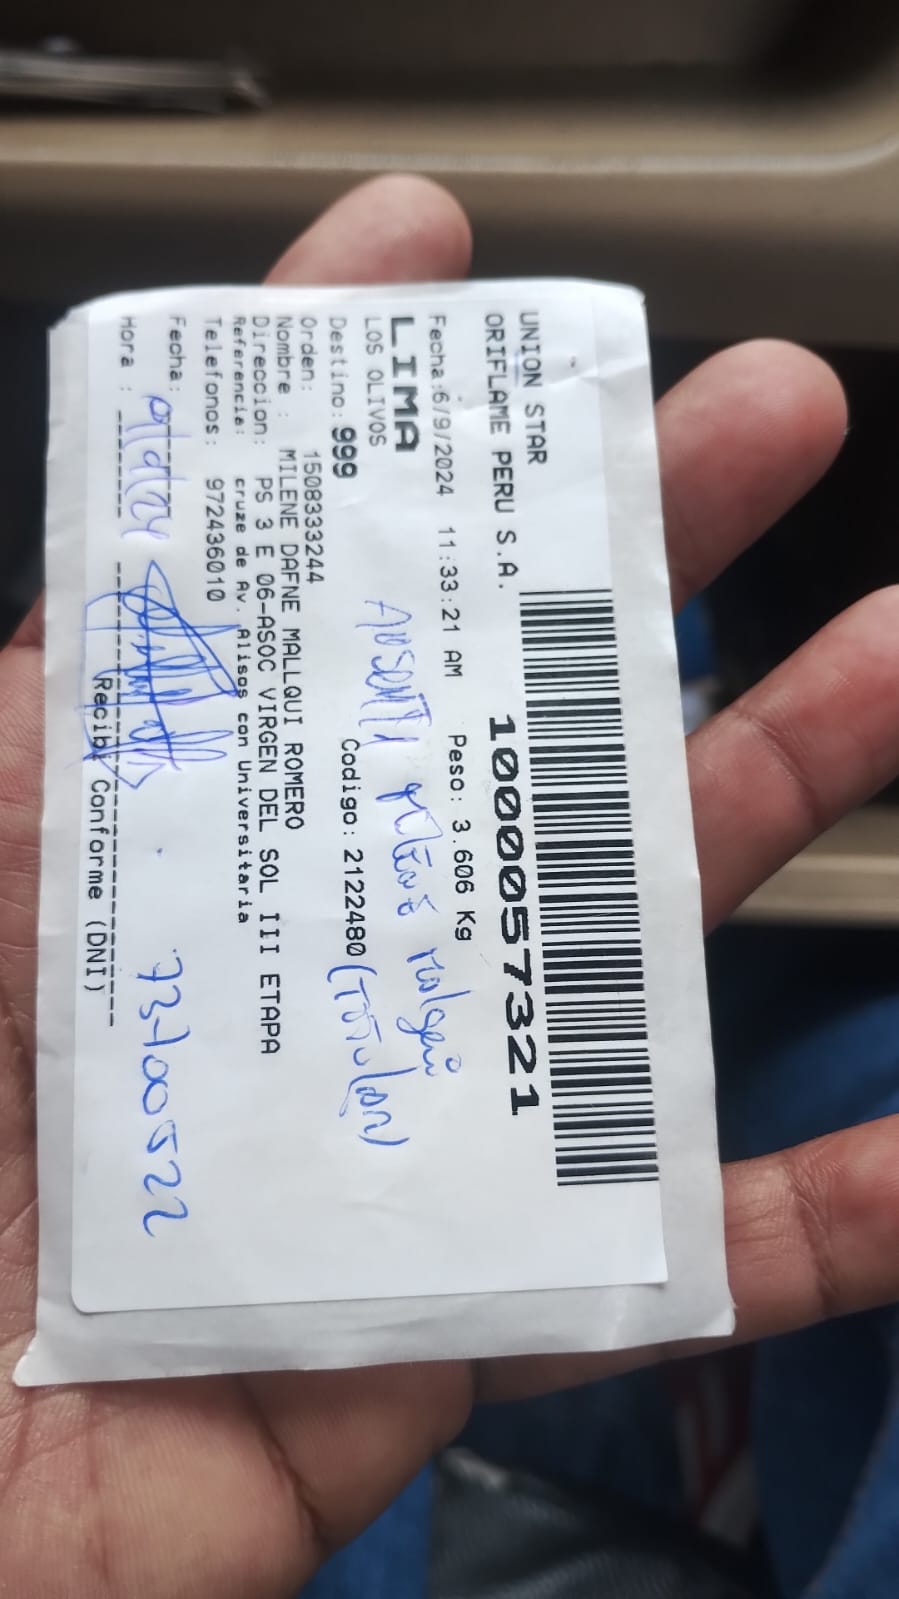 UNION STAR
ORIFLAME PERU S.A.
1000057321
Fecha:6/9/2024 11:33:21 AM Peso: 3.606 Kg
LIMA
LOS OLIVOS
Destino: 999 Codigo: 2122480 (TITULAR)
Orden: 1508333244
Nombre : MILENE DAFNE MALLQUI ROMERO
Direccion: PS 3 E 06-ASOC VIRGEN DEL SOL III ETAPA
Referencia: cruze de Av. Alisos con Universitaria
Telefonos: 972436010
Fecha:
73100522
Hora :
Recibi Conforme (DNI)